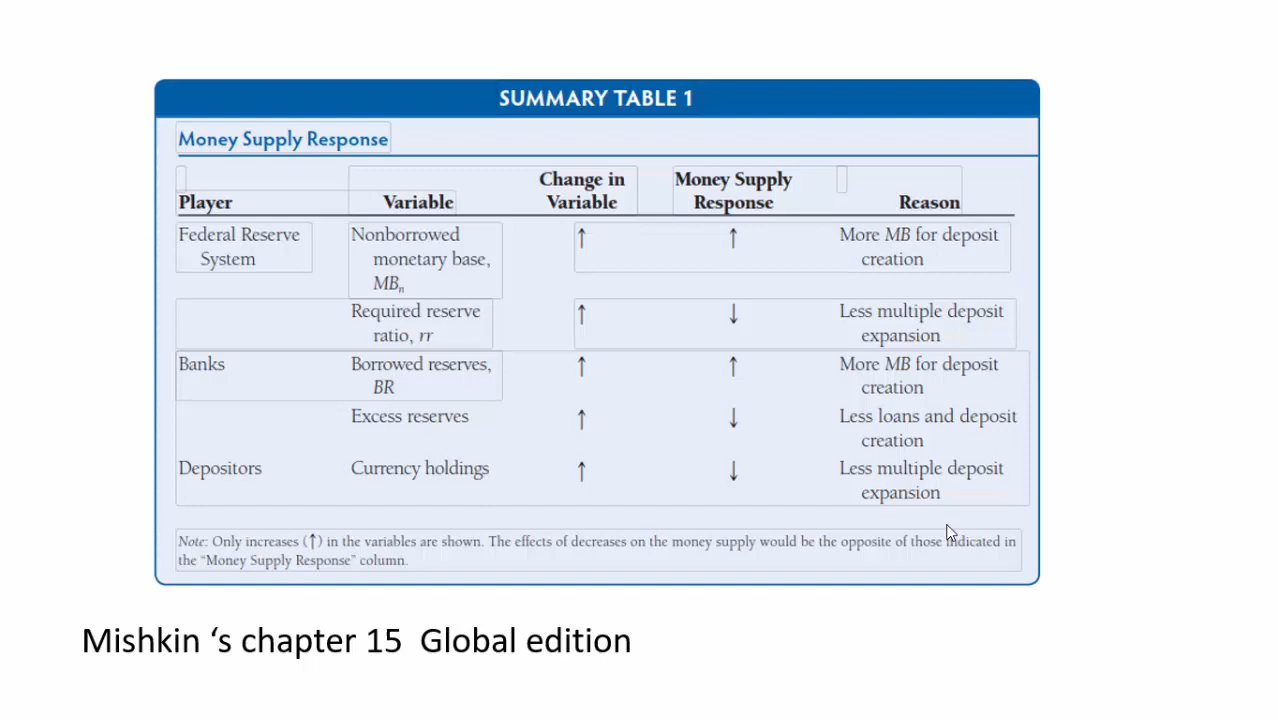 SUMMARY TABLE 1
Money Supply Response
Player Variable Change in Variable Money Supply Response Reason
Federal Reserve System Nonborrowed monetary base, MBn ↑ ↑ More MB for deposit creation
Required reserve ratio, rr ↑ ↓ Less multiple deposit expansion
Banks Borrowed reserves, BR ↑ ↑ More MB for deposit creation
Excess reserves ↑ ↓ Less loans and deposit creation
Depositors Currency holdings ↑ ↓ Less multiple deposit expansion
Note: Only increases (↑) in the variables are shown. The effects of decreases on the money supply would be the opposite of those indicated in
the “Money Supply Response” column.
Mishkin ‘s chapter 15 Global edition